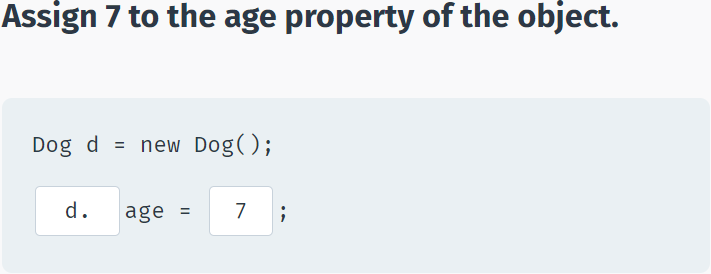 Assign 7 to the age property of the object.
Dog d = new Dog();
d. age = 7 ;